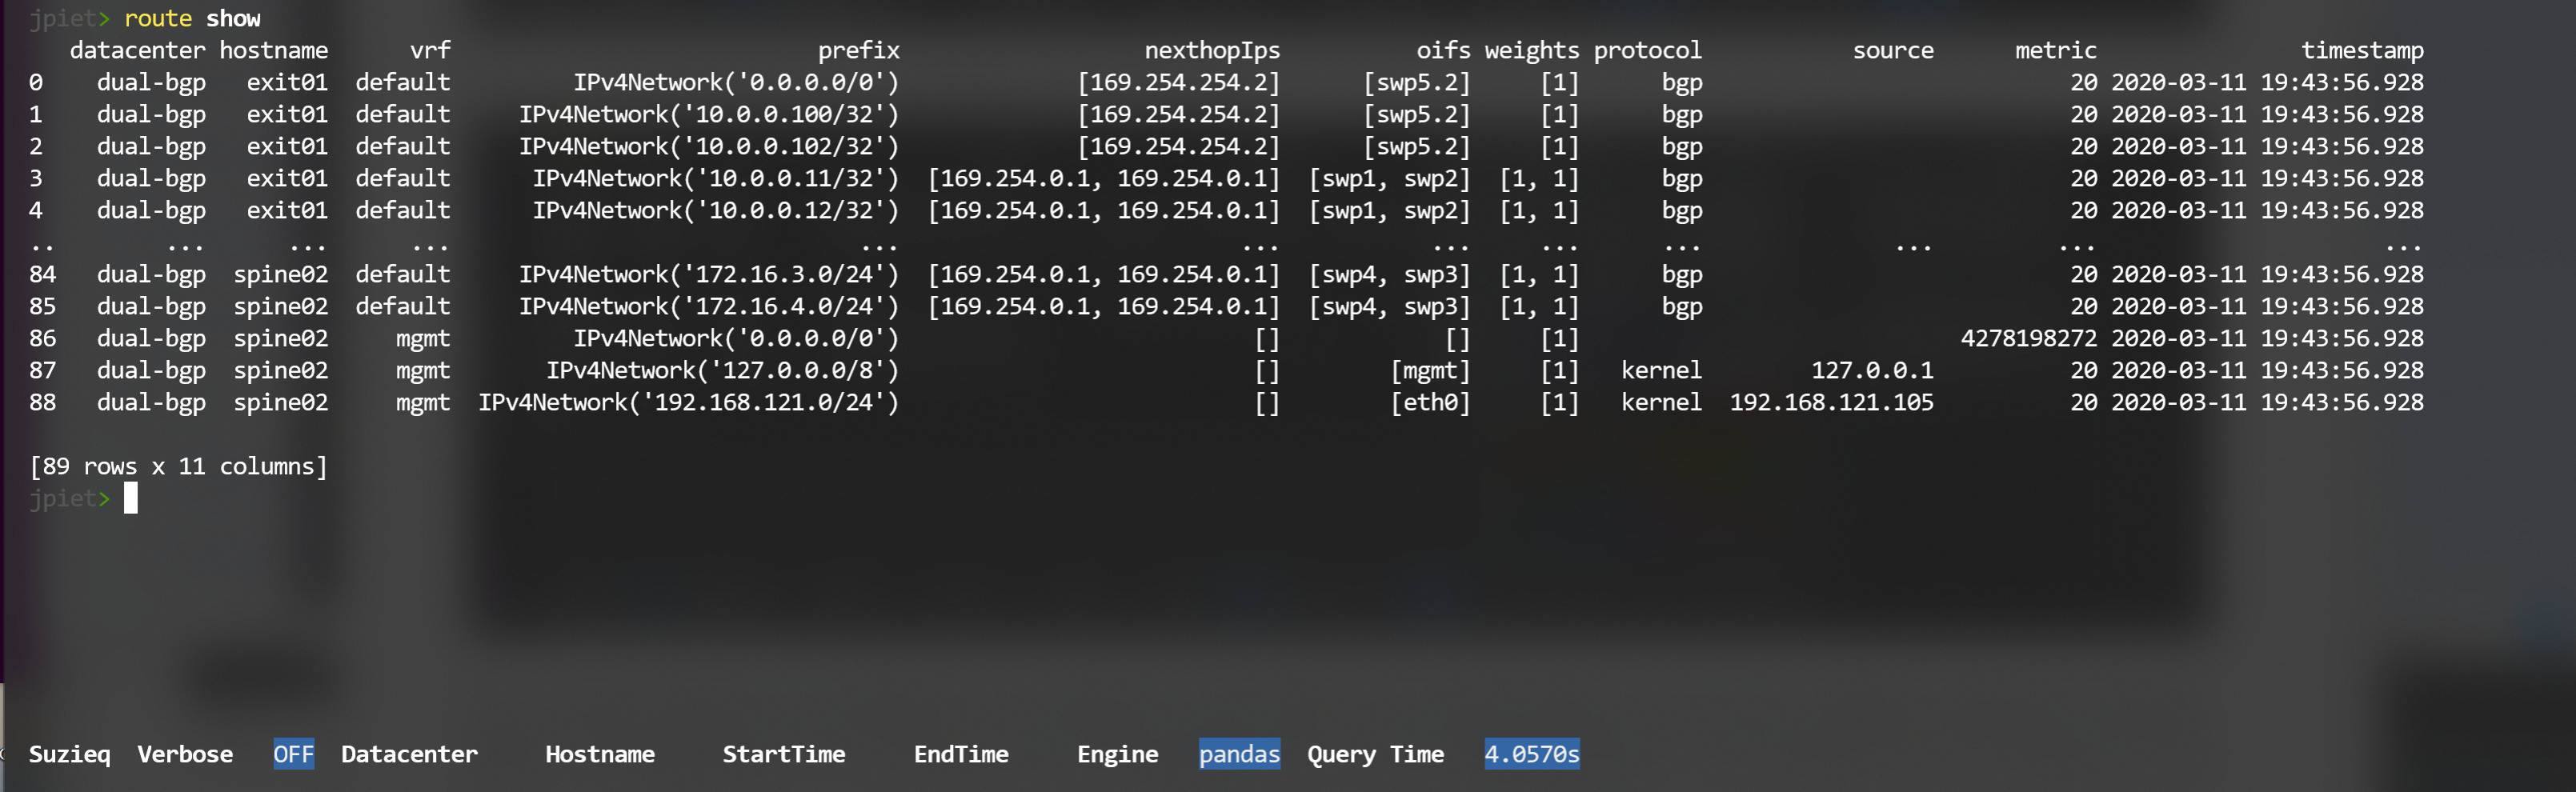 jpiet> route show
datacenter hostname vrf prefix nexthopIps oifs weights protocol source metric timestamp
0 dual-bgp exit01 default IPv4Network('0.0.0.0/0') [169.254.254.2] [swp5.2] [1] bgp 20 2020-03-11 19:43:56.928
1 dual-bgp exit01 default IPv4Network('10.0.0.100/32') [169.254.254.2] [swp5.2] [1] bgp 20 2020-03-11 19:43:56.928
2 dual-bgp exit01 default IPv4Network('10.0.0.102/32') [169.254.254.2] [swp5.2] [1] bgp 20 2020-03-11 19:43:56.928
3 dual-bgp exit01 default IPv4Network('10.0.0.11/32') [169.254.0.1, 169.254.0.1] [swp1, swp2] [1, 1] bgp 20 2020-03-11 19:43:56.928
4 dual-bgp exit01 default IPv4Network('10.0.0.12/32') [169.254.0.1, 169.254.0.1] [swp1, swp2] [1, 1] bgp 20 2020-03-11 19:43:56.928
.. ... ... ... ... ... ... ... ... ... ... ...
84 dual-bgp spine02 default IPv4Network('172.16.3.0/24') [169.254.0.1, 169.254.0.1] [swp4, swp3] [1, 1] bgp 20 2020-03-11 19:43:56.928
85 dual-bgp spine02 default IPv4Network('172.16.4.0/24') [169.254.0.1, 169.254.0.1] [swp4, swp3] [1, 1] bgp 20 2020-03-11 19:43:56.928
86 dual-bgp spine02 mgmt IPv4Network('0.0.0.0/0') [] [] [1] 4278198272 2020-03-11 19:43:56.928
87 dual-bgp spine02 mgmt IPv4Network('127.0.0.0/8') [] [mgmt] [1] kernel 127.0.0.1 20 2020-03-11 19:43:56.928
88 dual-bgp spine02 mgmt IPv4Network('192.168.121.0/24') [] [eth0] [1] kernel 192.168.121.105 20 2020-03-11 19:43:56.928
[89 rows x 11 columns]
jpiet>
Suzieq Verbose OFF Datacenter Hostname StartTime EndTime Engine pandas Query Time 4.0570s